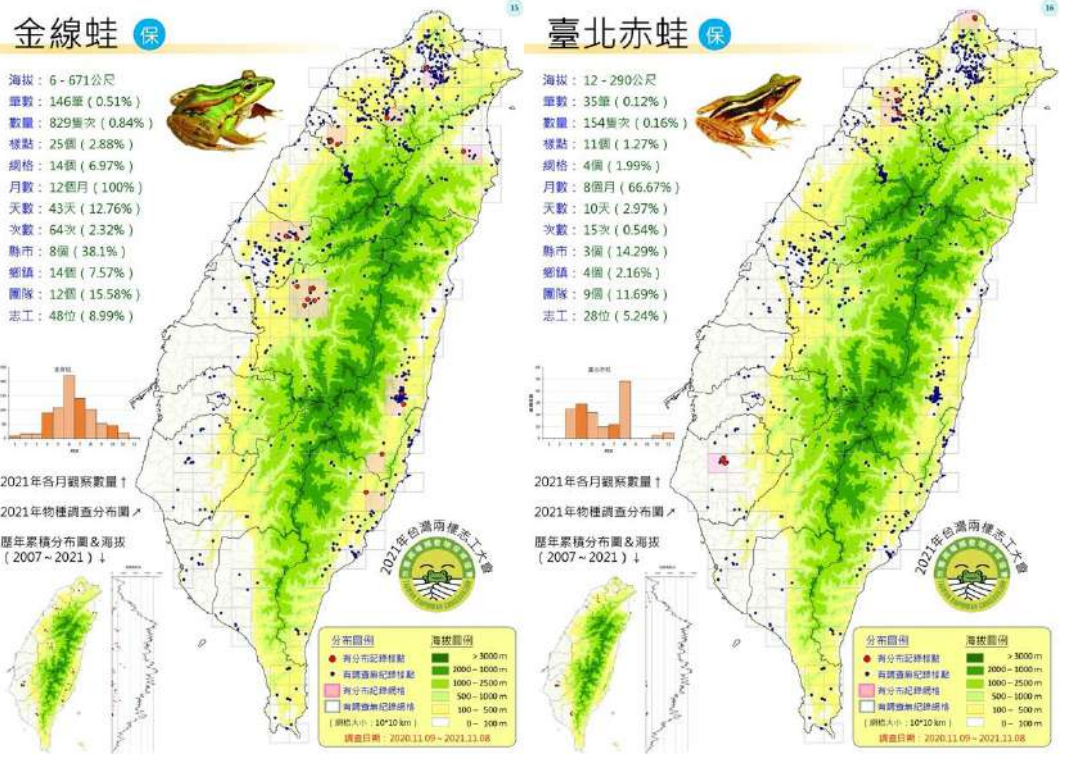 15
金線蛙 保
海拔：6 - 671公尺
筆數：146筆 ( 0.51% )
數量：829隻次 ( 0.84% )
樣點：25個 ( 2.88% )
網格：14個 ( 6.97% )
月數：12個月 ( 100% )
天數：43天 ( 12.76% )
次數：64次 ( 2.32% )
縣市：8個 ( 38.1% )
鄉鎮：14個 ( 7.57% )
團隊：12個 ( 15.58% )
志工：48位 ( 8.99% )
金線蛙
2021年各月觀察數量↑
2021年物種調查分布圖↗
歷年累積分布圖&海拔
( 2007～2021 ) ↓
2021年台灣兩棲志工大會
分布圖例
海拔圖例
有分布記錄樣點
有調查無紀錄樣點
有分布紀錄網格
有調查無紀錄網格
( 網格大小：10*10 km )
> 3000 m
2000 – 1000 m
1000 – 2500 m
500 – 1000 m
100 – 500 m
0 – 100 m
調查日期：2020.11.09～2021.11.08
16
臺北赤蛙 保
海拔：12 - 290公尺
筆數：35筆 ( 0.12% )
數量：154隻次 ( 0.16% )
樣點：11個 ( 1.27% )
網格：4個 ( 1.99% )
月數：8個月 ( 66.67% )
天數：10天 ( 2.97% )
次數：15次 ( 0.54% )
縣市：3個 ( 14.29% )
鄉鎮：4個 ( 2.16% )
團隊：9個 ( 11.69% )
志工：28位 ( 5.24% )
臺北赤蛙
2021年各月觀察數量↑
2021年物種調查分布圖↗
歷年累積分布圖&海拔
( 2007～2021 ) ↓
2021年台灣兩棲志工大會
分布圖例
海拔圖例
有分布記錄樣點
有調查無紀錄樣點
有分布紀錄網格
有調查無紀錄網格
( 網格大小：10*10 km )
> 3000 m
2000 – 1000 m
1000 – 2500 m
500 – 1000 m
100 – 500 m
0 – 100 m
調查日期：2020.11.09～2021.11.08